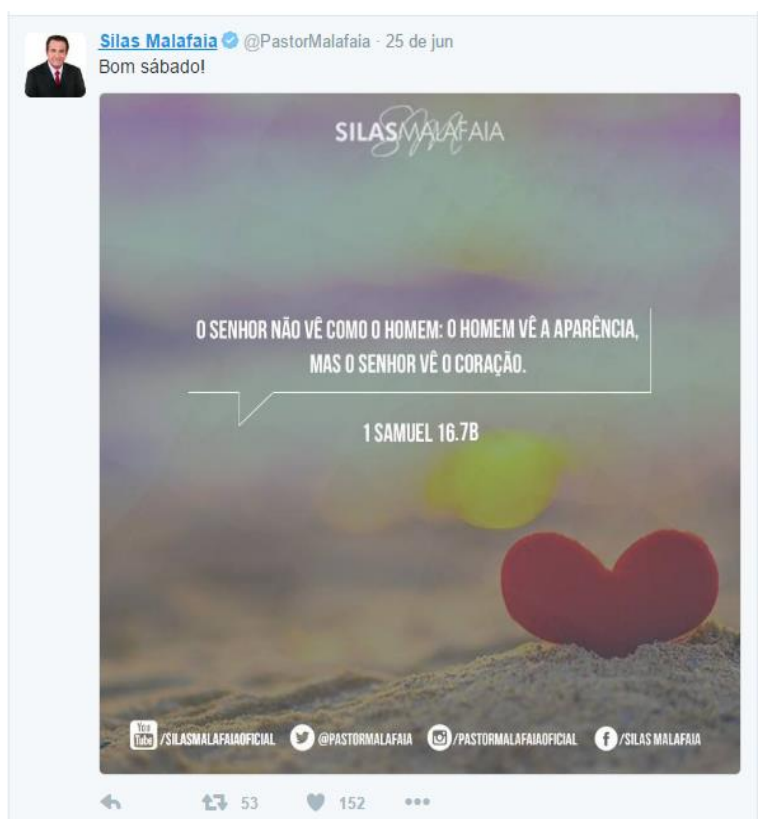 Silas Malafaia @PastorMalafaia · 25 de jun
Bom sábado!
SILASMALAFAIA
O SENHOR NÃO VÊ COMO O HOMEM: O HOMEM VÊ A APARÊNCIA,
MAS O SENHOR VÊ O CORAÇÃO.
1 SAMUEL 16.7B
You Tube /SILASMALAFAIAOFICIAL @PASTORMALAFAIA /PASTORMALAFAIAOFICIAL f /SILAS MALAFAIA
53 152